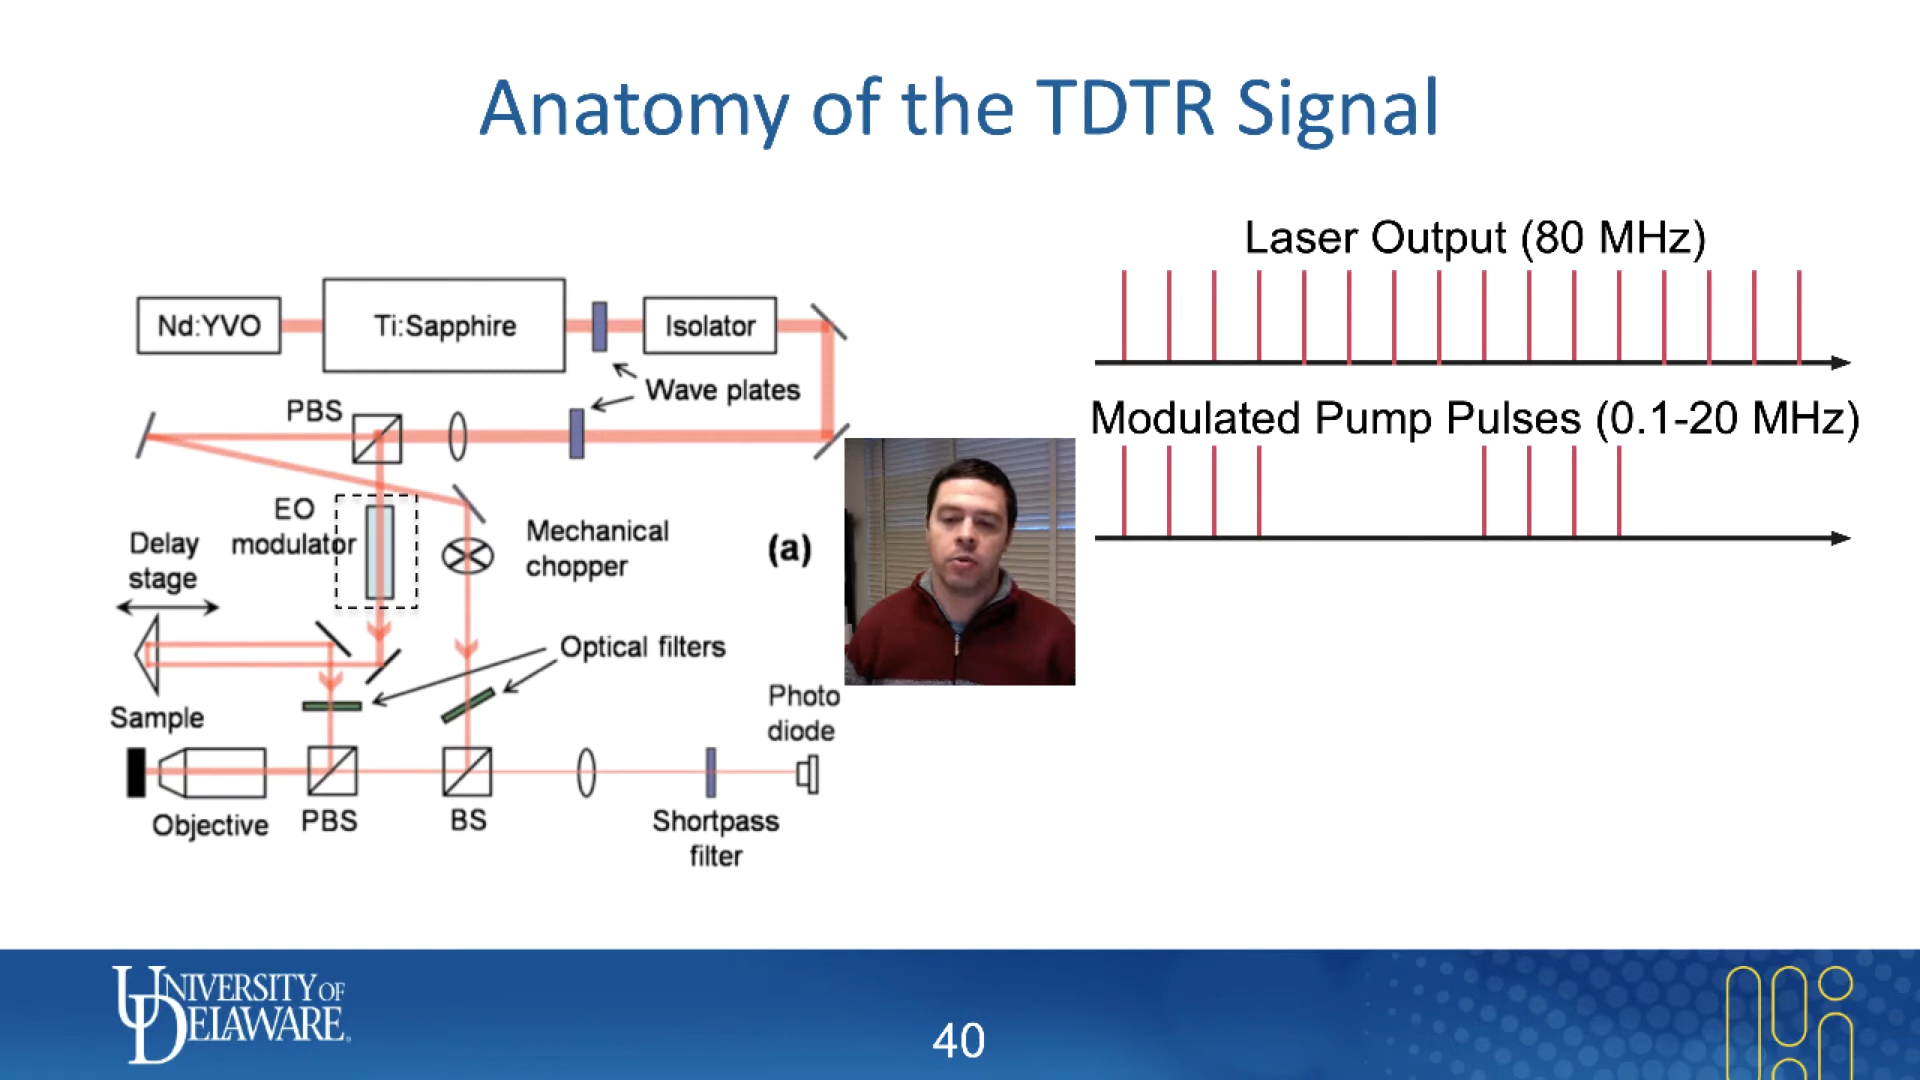 Anatomy of the TDTR Signal
Laser Output (80 MHz)
Nd:YVO
Ti:Sapphire
Isolator
Wave plates
PBS
Modulated Pump Pulses (0.1-20 MHz)
EO
modulator
Delay
stage
Mechanical
chopper
(a)
Optical filters
Sample
Photo
diode
Objective
PBS
BS
Shortpass
filter
UNIVERSITY OF
DELAWARE.
40